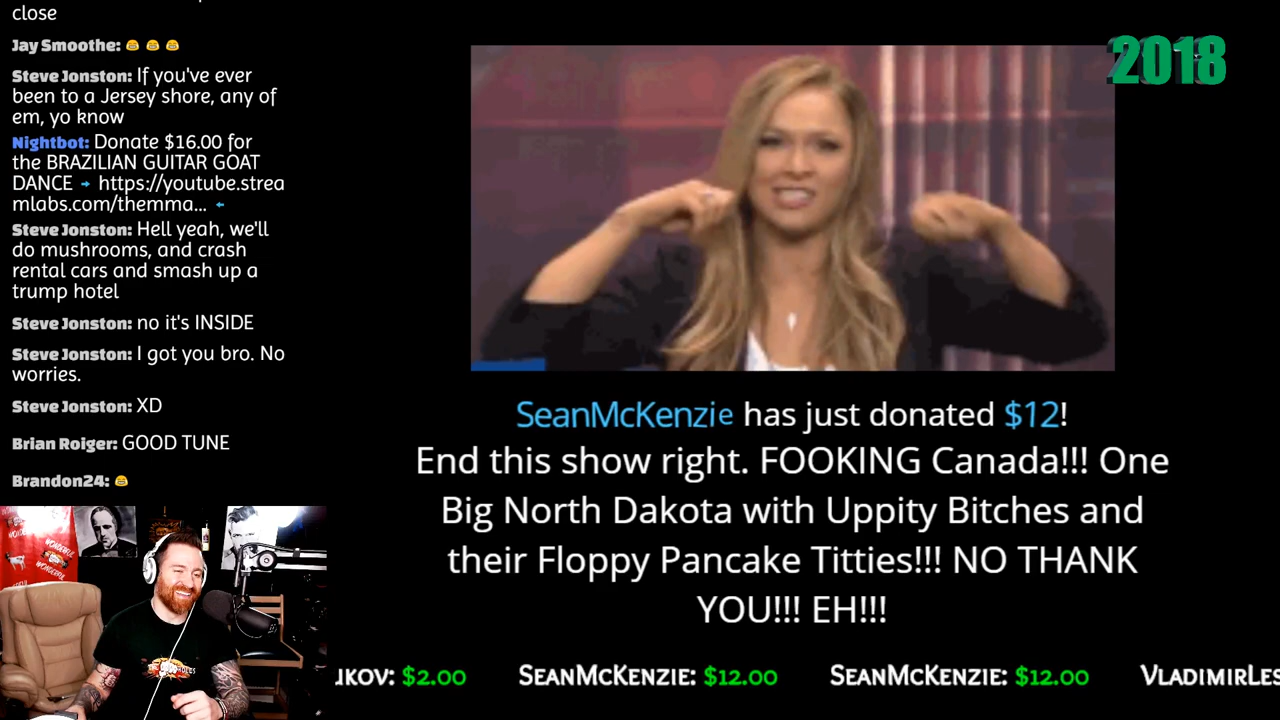 close
Jay Smoothe: 😂 😂 😂
Steve Jonston: If you've ever
been to a Jersey shore, any of
em, yo know
Nightbot: Donate $16.00 for
the BRAZILIAN GUITAR GOAT
DANCE → https://youtube.strea
mlabs.com/themma... ←
Steve Jonston: Hell yeah, we'll
do mushrooms, and crash
rental cars and smash up a
trump hotel
Steve Jonston: no it's INSIDE
Steve Jonston: I got you bro. No
worries.
Steve Jonston: XD
Brian Roiger: GOOD TUNE
Brandon24: 😂
2018
SeanMcKenzie has just donated $12!
End this show right. FOOKING Canada!!! One
Big North Dakota with Uppity Bitches and
their Floppy Pancake Titties!!! NO THANK
YOU!!! EH!!!
UKOV: $2.00 SEANMCKENZIE: $12.00 SEANMCKENZIE: $12.00 VLADIMIRLES